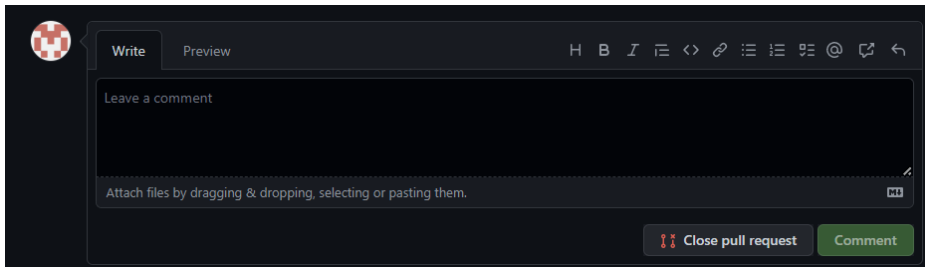 Write Preview H B I @
Leave a comment
Attach files by dragging & dropping, selecting or pasting them.
Close pull request Comment